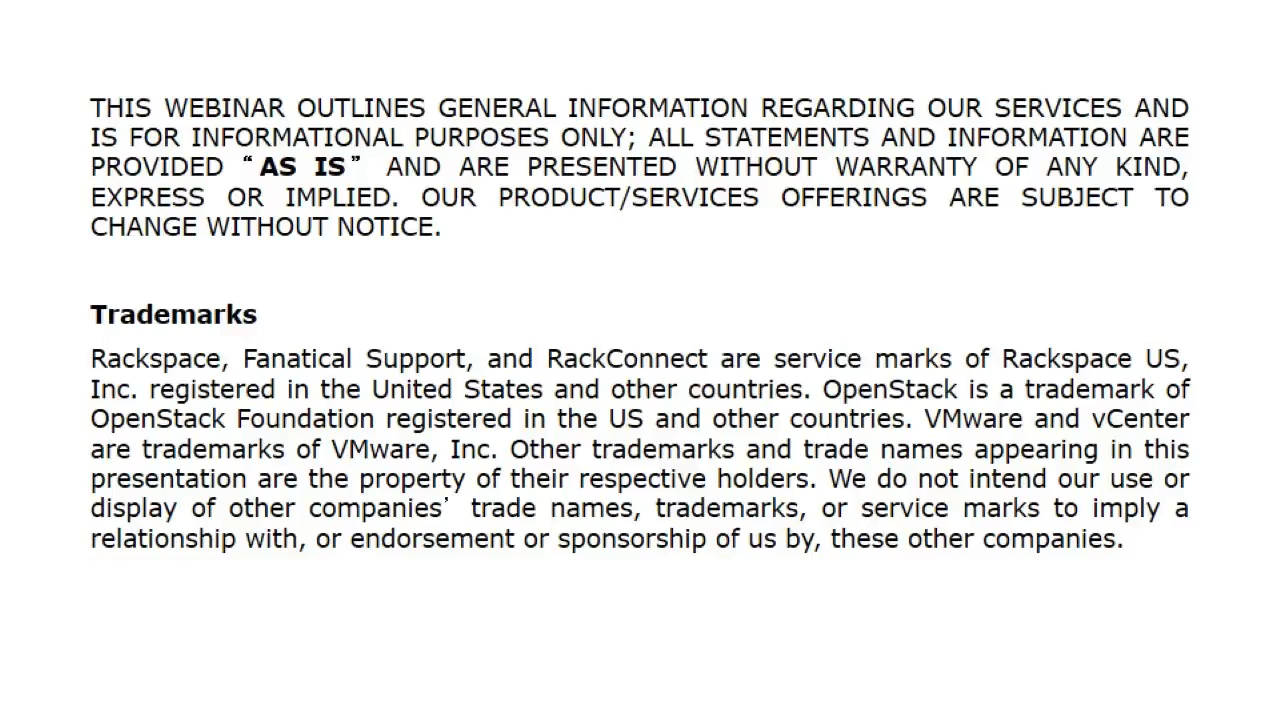 THIS WEBINAR OUTLINES GENERAL INFORMATION REGARDING OUR SERVICES AND
IS FOR INFORMATIONAL PURPOSES ONLY; ALL STATEMENTS AND INFORMATION ARE
PROVIDED “AS IS” AND ARE PRESENTED WITHOUT WARRANTY OF ANY KIND,
EXPRESS OR IMPLIED. OUR PRODUCT/SERVICES OFFERINGS ARE SUBJECT TO
CHANGE WITHOUT NOTICE.
Trademarks
Rackspace, Fanatical Support, and RackConnect are service marks of Rackspace US,
Inc. registered in the United States and other countries. OpenStack is a trademark of
OpenStack Foundation registered in the US and other countries. VMware and vCenter
are trademarks of VMware, Inc. Other trademarks and trade names appearing in this
presentation are the property of their respective holders. We do not intend our use or
display of other companies’ trade names, trademarks, or service marks to imply a
relationship with, or endorsement or sponsorship of us by, these other companies.